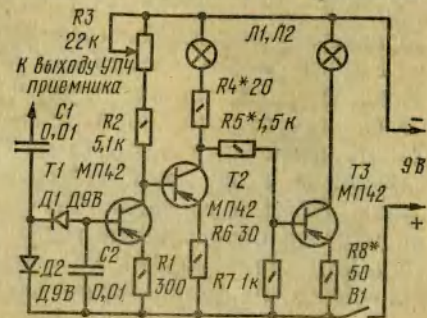 R3
22к
К выходу УПЧ
приемника
C1
0,01
R2
5,1к
T1 МП42
Д1 Д9В
Д2
Д9В
C2
0,01
R1
300
Л1, Л2
R4* 20
R5* 1,5к
T2
МП42
R6 30
R7 1к
T3
МП42
R8*
50
В1
-
9В
+